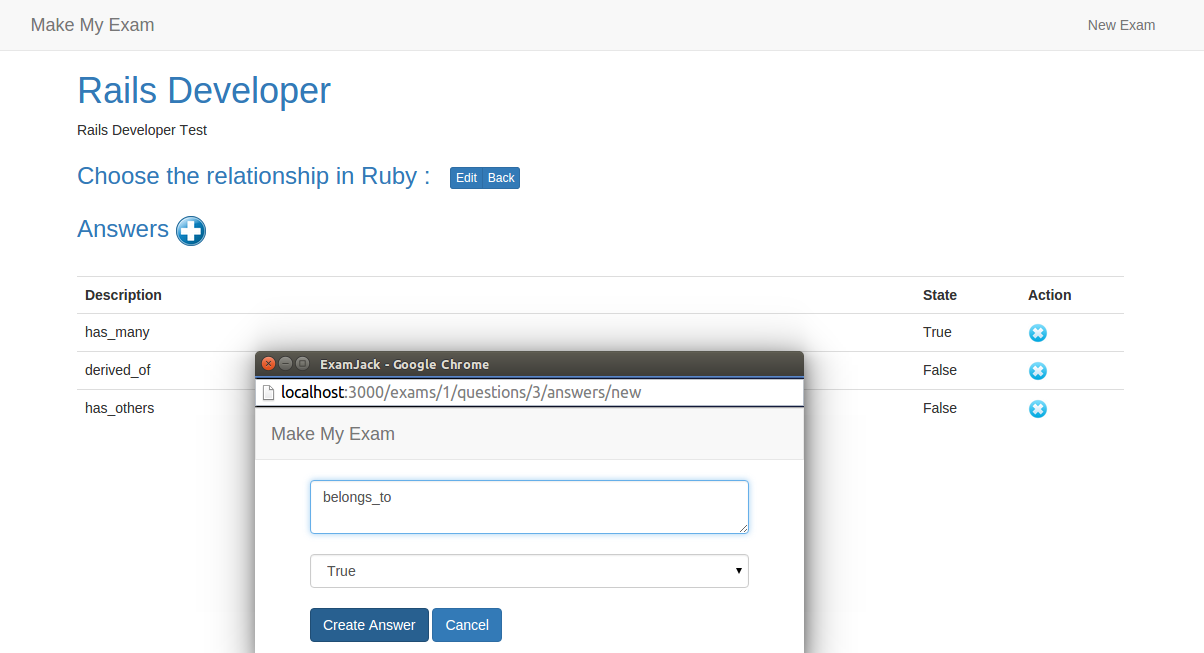 Make My Exam New Exam
Rails Developer
Rails Developer Test
Choose the relationship in Ruby : Edit Back
Answers
Description State Action
has_many True
derived_of False
has_others False
ExamJack - Google Chrome
localhost:3000/exams/1/questions/3/answers/new
Make My Exam
belongs_to
True
Create Answer Cancel